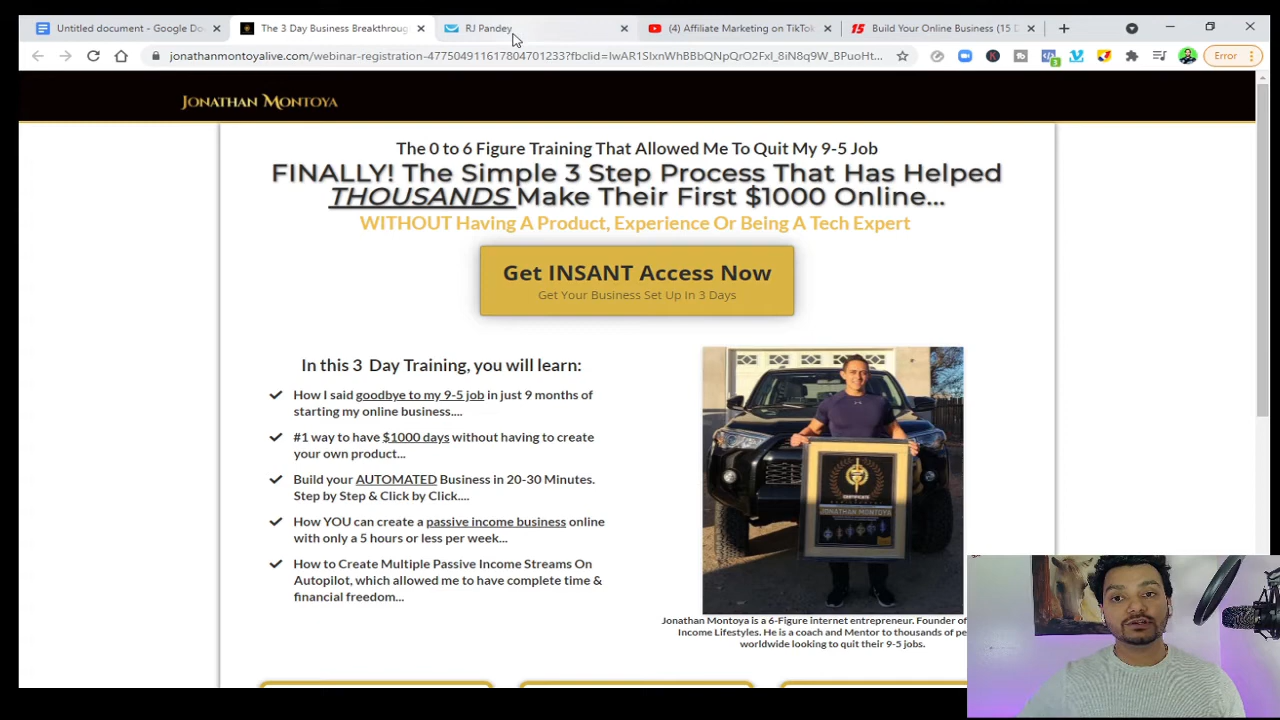 Untitled document - Google Do
The 3 Day Business Breakthroug
RJ Pandey
(4) Affiliate Marketing on TikTok
Build Your Online Business (15 D
jonathanmontoyalive.com/webinar-registration-47750491161780470123​3?fbclid=IwAR1SIxnWhBBbQNpQrO2FxI_8iN8q9W_BPuoHt...
3
Error
JONATHAN MONTOYA
The 0 to 6 Figure Training That Allowed Me To Quit My 9-5 Job
FINALLY! The Simple 3 Step Process That Has Helped
THOUSANDS Make Their First $1000 Online...
WITHOUT Having A Product, Experience Or Being A Tech Expert
Get INSANT Access Now
Get Your Business Set Up In 3 Days
In this 3 Day Training, you will learn:
How I said goodbye to my 9-5 job in just 9 months of
starting my online business....
#1 way to have $1000 days without having to create
your own product...
Build your AUTOMATED Business in 20-30 Minutes.
Step by Step & Click by Click....
How YOU can create a passive income business online
with only a 5 hours or less per week...
How to Create Multiple Passive Income Streams On
Autopilot, which allowed me to have complete time &
financial freedom...
JONATHAN MONTOYA
Jonathan Montoya is a 6-Figure internet entrepreneur. Founder of
Income Lifestyles. He is a coach and Mentor to thousands of pe
worldwide looking to quit their 9-5 jobs.